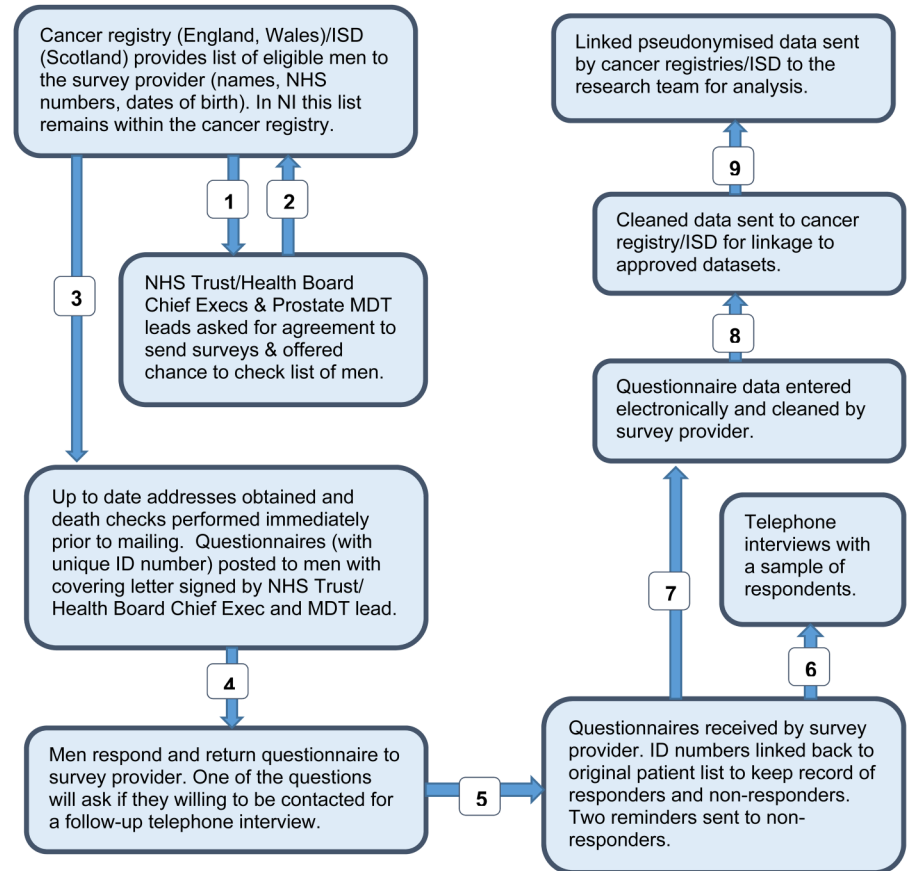 Cancer registry (England, Wales)/ISD
(Scotland) provides list of eligible men to
the survey provider (names, NHS
numbers, dates of birth). In NI this list
remains within the cancer registry.
1
2
NHS Trust/Health Board
Chief Execs & Prostate MDT
leads asked for agreement to
send surveys & offered
chance to check list of men.
3
Up to date addresses obtained and
death checks performed immediately
prior to mailing.  Questionnaires (with
unique ID number) posted to men with
covering letter signed by NHS Trust/
Health Board Chief Exec and MDT lead.
4
Men respond and return questionnaire to
survey provider. One of the questions
will ask if they willing to be contacted for
a follow-up telephone interview.
5
Questionnaires received by survey
provider. ID numbers linked back to
original patient list to keep record of
responders and non-responders.
Two reminders sent to non-
responders.
6
Telephone
interviews with
a sample of
respondents.
7
Questionnaire data entered
electronically and cleaned by
survey provider.
8
Cleaned data sent to cancer
registry/ISD for linkage to
approved datasets.
9
Linked pseudonymised data sent
by cancer registries/ISD to the
research team for analysis.